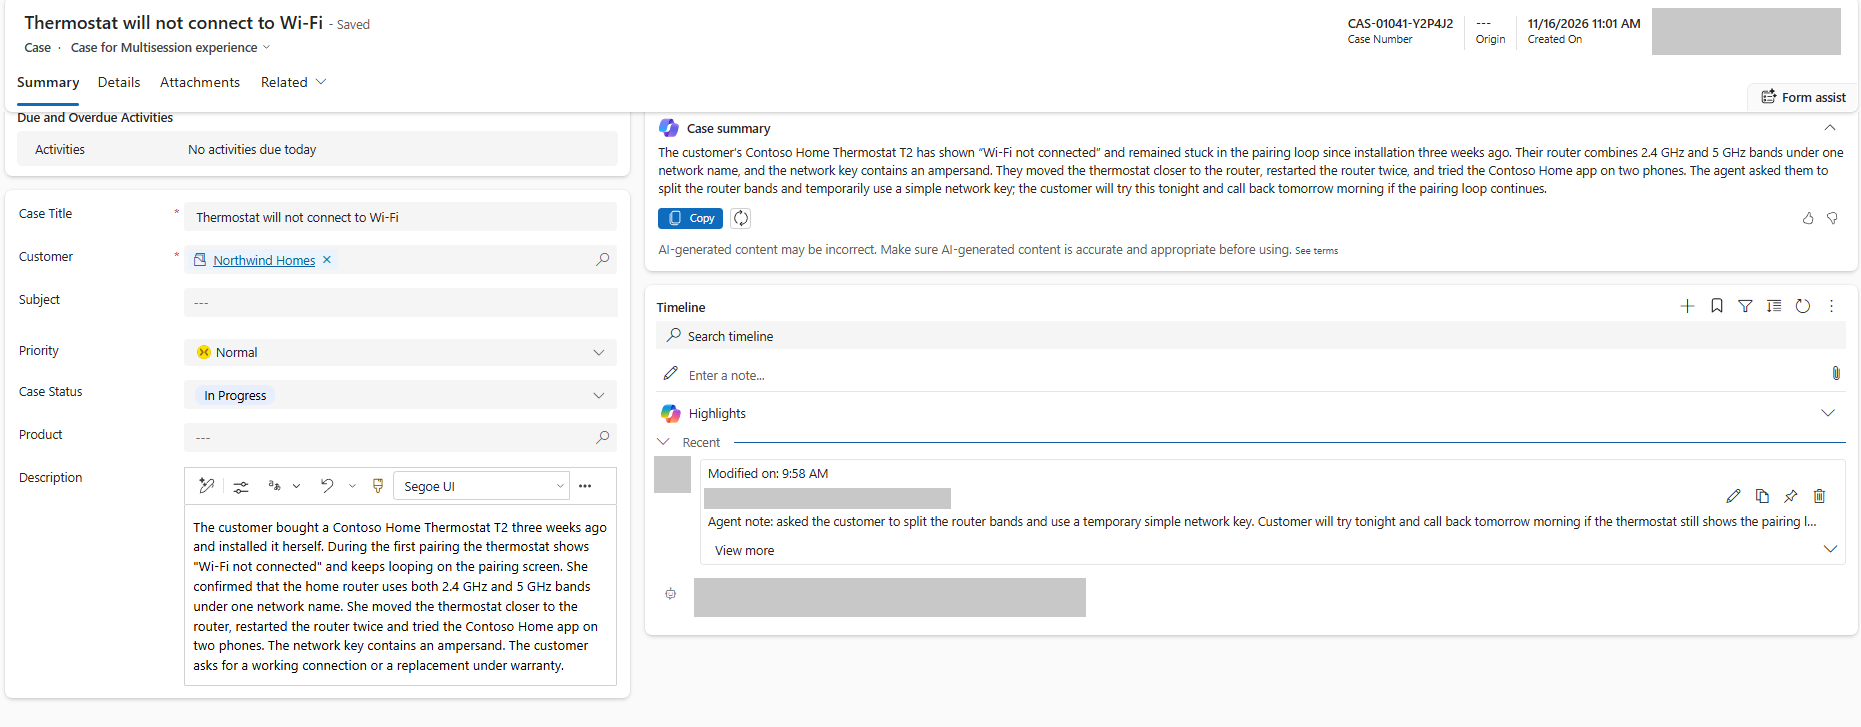 Thermostat will not connect to Wi-Fi - Saved
Case · Case for Multisession experience
CAS-01041-Y2P4J2
Case Number
---
Origin
11/16/2026 11:01 AM
Created On
Summary
Details
Attachments
Related
Form assist
Due and Overdue Activities
Activities
No activities due today
Case Title
*
Thermostat will not connect to Wi-Fi
Customer
*
Northwind Homes
Subject
---
Priority
Normal
Case Status
In Progress
Product
---
Description
Segoe UI
The customer bought a Contoso Home Thermostat T2 three weeks ago
and installed it herself. During the first pairing the thermostat shows
"Wi-Fi not connected" and keeps looping on the pairing screen. She
confirmed that the home router uses both 2.4 GHz and 5 GHz bands
under one network name. She moved the thermostat closer to the
router, restarted the router twice and tried the Contoso Home app on
two phones. The network key contains an ampersand. The customer
asks for a working connection or a replacement under warranty.
Case summary
The customer's Contoso Home Thermostat T2 has shown “Wi-Fi not connected” and remained stuck in the pairing loop since installation three weeks ago. Their router combines 2.4 GHz and 5 GHz bands under one
network name, and the network key contains an ampersand. They moved the thermostat closer to the router, restarted the router twice, and tried the Contoso Home app on two phones. The agent asked them to
split the router bands and temporarily use a simple network key; the customer will try this tonight and call back tomorrow morning if the pairing loop continues.
Copy
AI-generated content may be incorrect. Make sure AI-generated content is accurate and appropriate before using. See terms
Timeline
Search timeline
Enter a note...
Highlights
Recent
Modified on: 9:58 AM
Agent note: asked the customer to split the router bands and use a temporary simple network key. Customer will try tonight and call back tomorrow morning if the thermostat still shows the pairing l...
View more